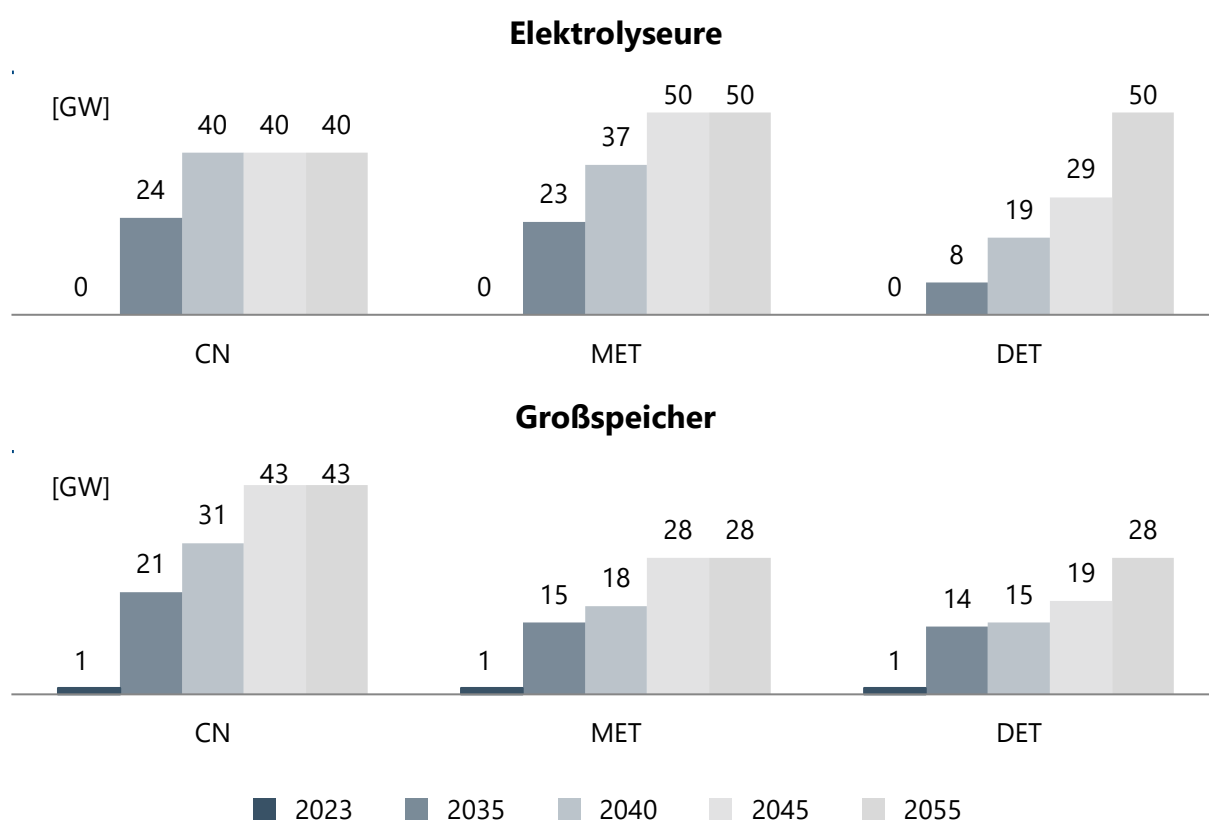 Elektrolyseure
[GW]
0 24 40 40 40
0 23 37 50 50
0 8 19 29 50
CN MET DET
Großspeicher
[GW]
1 21 31 43 43
1 15 18 28 28
1 14 15 19 28
CN MET DET
2023 2035 2040 2045 2055